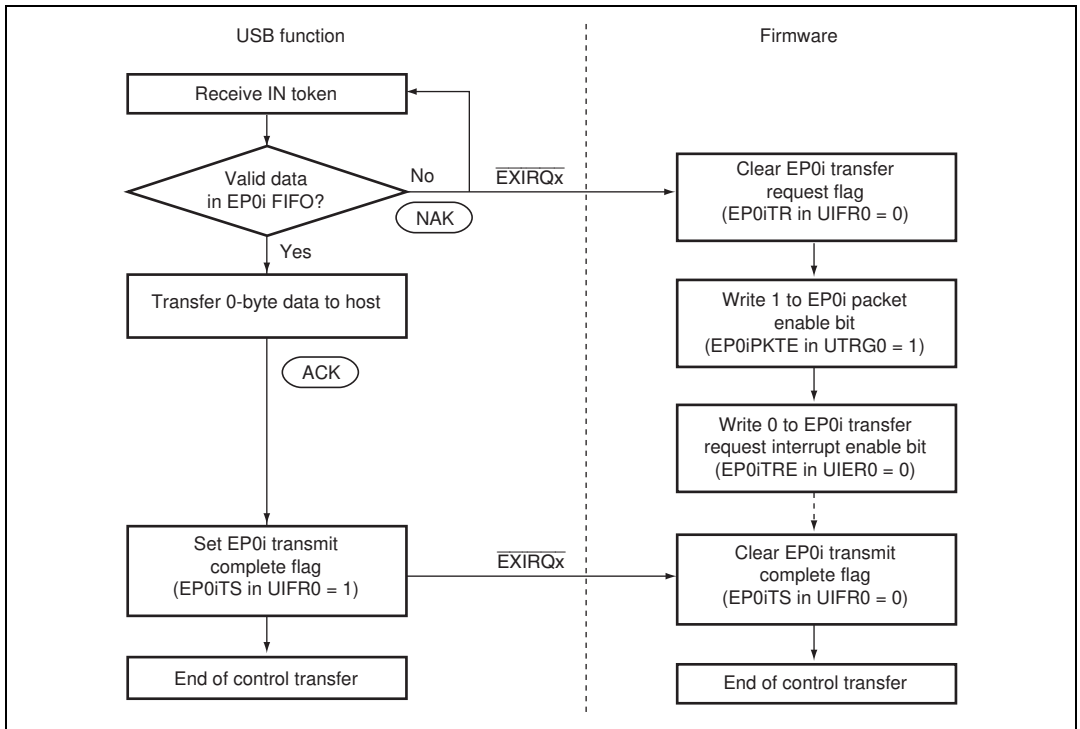 USB function
Firmware
Receive IN token
Valid data
in EP0i FIFO?
No
EXIRQx
NAK
Yes
Transfer 0-byte data to host
ACK
Set EP0i transmit
complete flag
(EP0iTS in UIFR0 = 1)
EXIRQx
End of control transfer
Clear EP0i transfer
request flag
(EP0iTR in UIFR0 = 0)
Write 1 to EP0i packet
enable bit
(EP0iPKTE in UTRG0 = 1)
Write 0 to EP0i transfer
request interrupt enable bit
(EP0iTRE in UIER0 = 0)
Clear EP0i transmit
complete flag
(EP0iTS in UIFR0 = 0)
End of control transfer